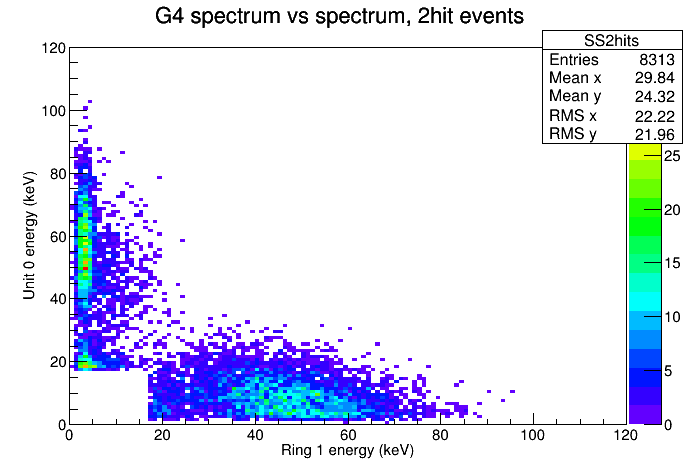 G4 spectrum vs spectrum, 2hit events
SS2hits
Entries 8313
Mean x 29.84
Mean y 24.32
RMS x 22.22
RMS y 21.96
120
100
80
60
40
20
0
Unit 0 energy (keV)
25
20
15
10
5
0
0 20 40 60 80 100 120
Ring 1 energy (keV)